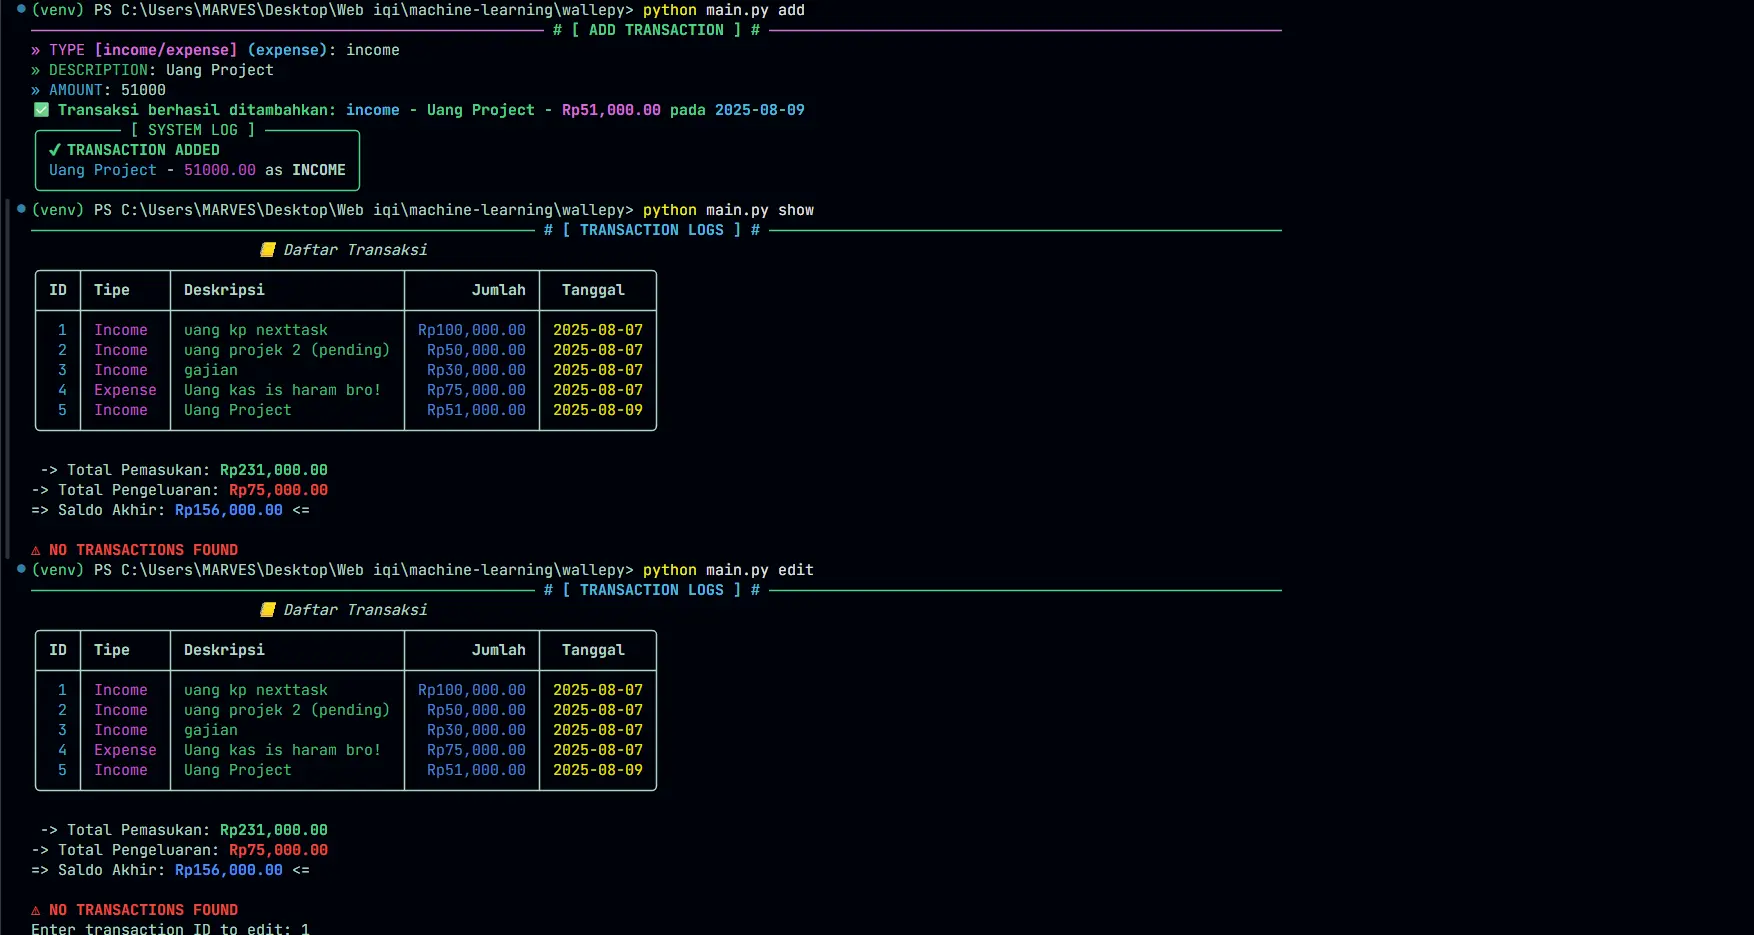 (venv) PS C:\Users\MARVES\Desktop\Web iqi\machine-learning\wallepy> python main.py add
# [ ADD TRANSACTION ] #
» TYPE [income/expense] (expense): income
» DESCRIPTION: Uang Project
» AMOUNT: 51000
✅ Transaksi berhasil ditambahkan: income - Uang Project - Rp51,000.00 pada 2025-08-09
[ SYSTEM LOG ]
✔ TRANSACTION ADDED
Uang Project - 51000.00 as INCOME
(venv) PS C:\Users\MARVES\Desktop\Web iqi\machine-learning\wallepy> python main.py show
# [ TRANSACTION LOGS ] #
📒 Daftar Transaksi
ID Tipe Deskripsi Jumlah Tanggal
1 Income uang kp nexttask Rp100,000.00 2025-08-07
2 Income uang projek 2 (pending) Rp50,000.00 2025-08-07
3 Income gajian Rp30,000.00 2025-08-07
4 Expense Uang kas is haram bro! Rp75,000.00 2025-08-07
5 Income Uang Project Rp51,000.00 2025-08-09
-> Total Pemasukan: Rp231,000.00
-> Total Pengeluaran: Rp75,000.00
=> Saldo Akhir: Rp156,000.00 <=
⚠ NO TRANSACTIONS FOUND
(venv) PS C:\Users\MARVES\Desktop\Web iqi\machine-learning\wallepy> python main.py edit
# [ TRANSACTION LOGS ] #
📒 Daftar Transaksi
ID Tipe Deskripsi Jumlah Tanggal
1 Income uang kp nexttask Rp100,000.00 2025-08-07
2 Income uang projek 2 (pending) Rp50,000.00 2025-08-07
3 Income gajian Rp30,000.00 2025-08-07
4 Expense Uang kas is haram bro! Rp75,000.00 2025-08-07
5 Income Uang Project Rp51,000.00 2025-08-09
-> Total Pemasukan: Rp231,000.00
-> Total Pengeluaran: Rp75,000.00
=> Saldo Akhir: Rp156,000.00 <=
⚠ NO TRANSACTIONS FOUND
Enter transaction ID to edit: 1